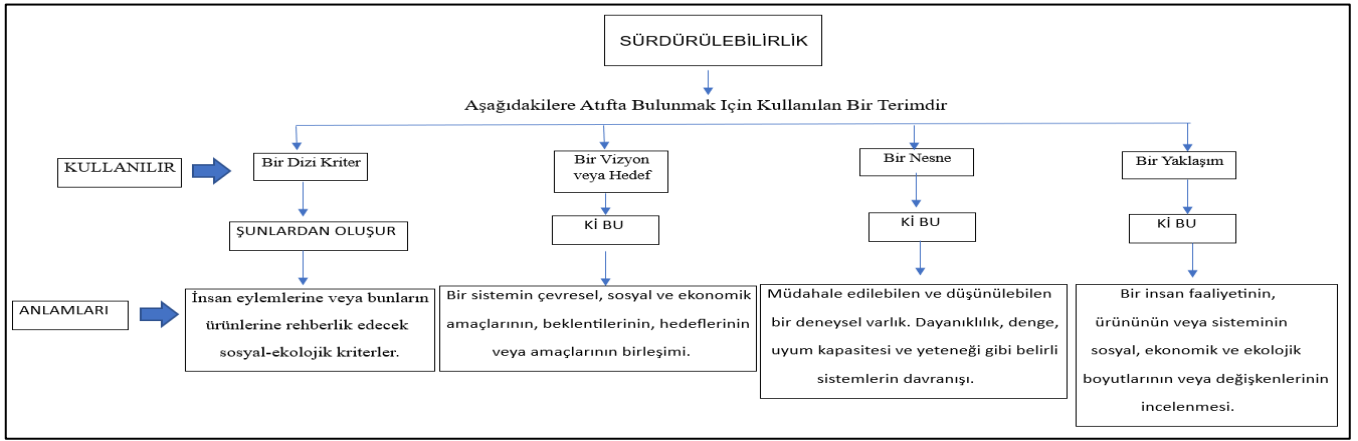 SÜRDÜRÜLEBİLİRLİK
Aşağıdakilere Atıfta Bulunmak Için Kullanılan Bir Terimdir
KULLANILIR
Bir Dizi Kriter
Bir Vizyon
veya Hedef
Bir Nesne
Bir Yaklaşım
ŞUNLARDAN OLUŞUR
Kİ BU
Kİ BU
Kİ BU
ANLAMLARI
İnsan eylemlerine veya bunların
ürünlerine rehberlik edecek
sosyal-ekolojik kriterler.
Bir sistemin çevresel, sosyal ve ekonomik
amaçlarının, beklentilerinin, hedeflerinin
veya amaçlarının birleşimi.
Müdahale edilebilen ve düşünülebilen
bir deneysel varlık. Dayanıklılık, denge,
uyum kapasitesi ve yeteneği gibi belirli
sistemlerin davranışı.
Bir insan faaliyetinin,
ürününün veya sisteminin
sosyal, ekonomik ve ekolojik
boyutlarının veya değişkenlerinin
incelenmesi.